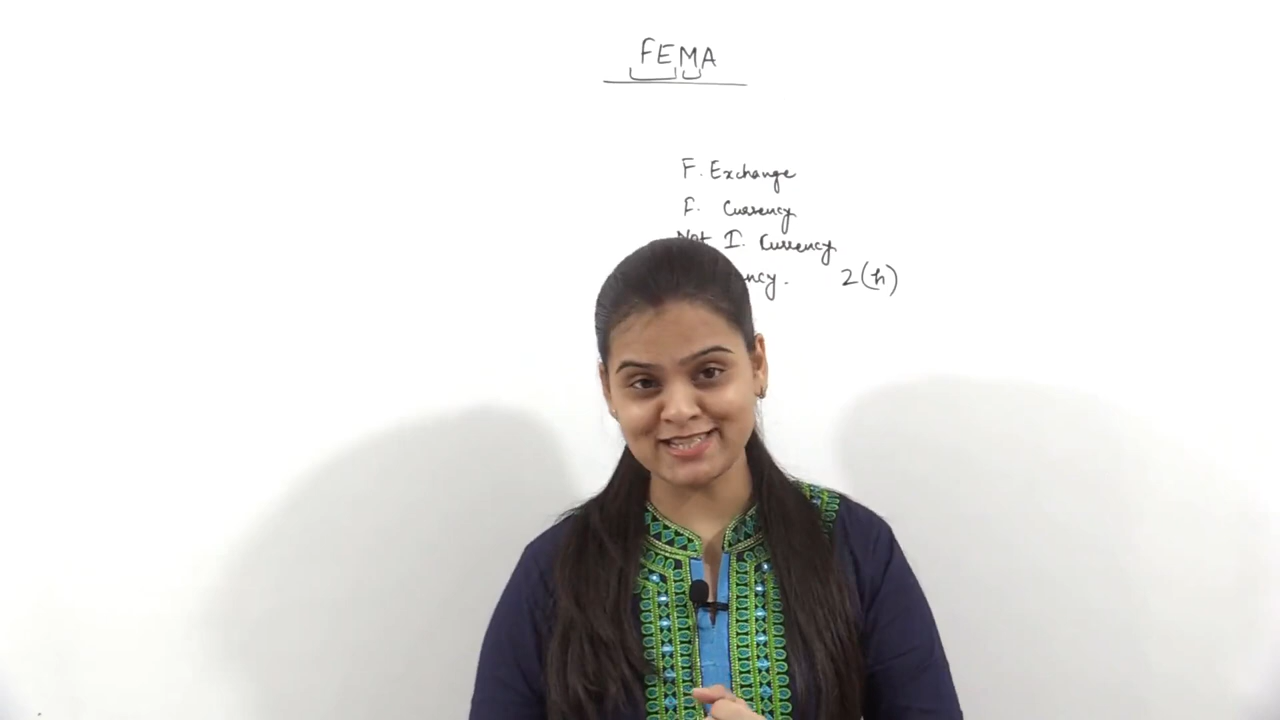 FEMA
F. Exchange
F. Currency
Not I. Currency
2(h)